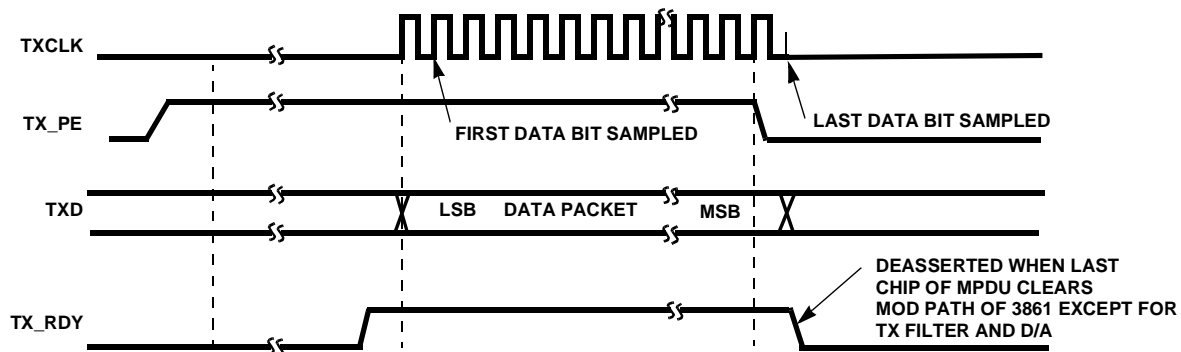 TXCLK
FIRST DATA BIT SAMPLED
LAST DATA BIT SAMPLED
TX_PE
TXD
LSB DATA PACKET MSB
DEASSERTED WHEN LAST
CHIP OF MPDU CLEARS
MOD PATH OF 3861 EXCEPT FOR
TX FILTER AND D/A
TX_RDY